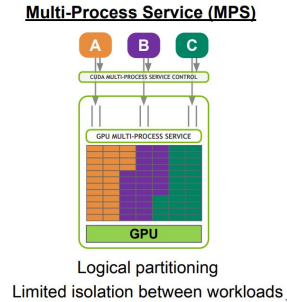 Multi-Process Service (MPS)
A B C
CUDA MULTI-PROCESS SERVICE CONTROL
GPU MULTI-PROCESS SERVICE
GPU
Logical partitioning
Limited isolation between workloads